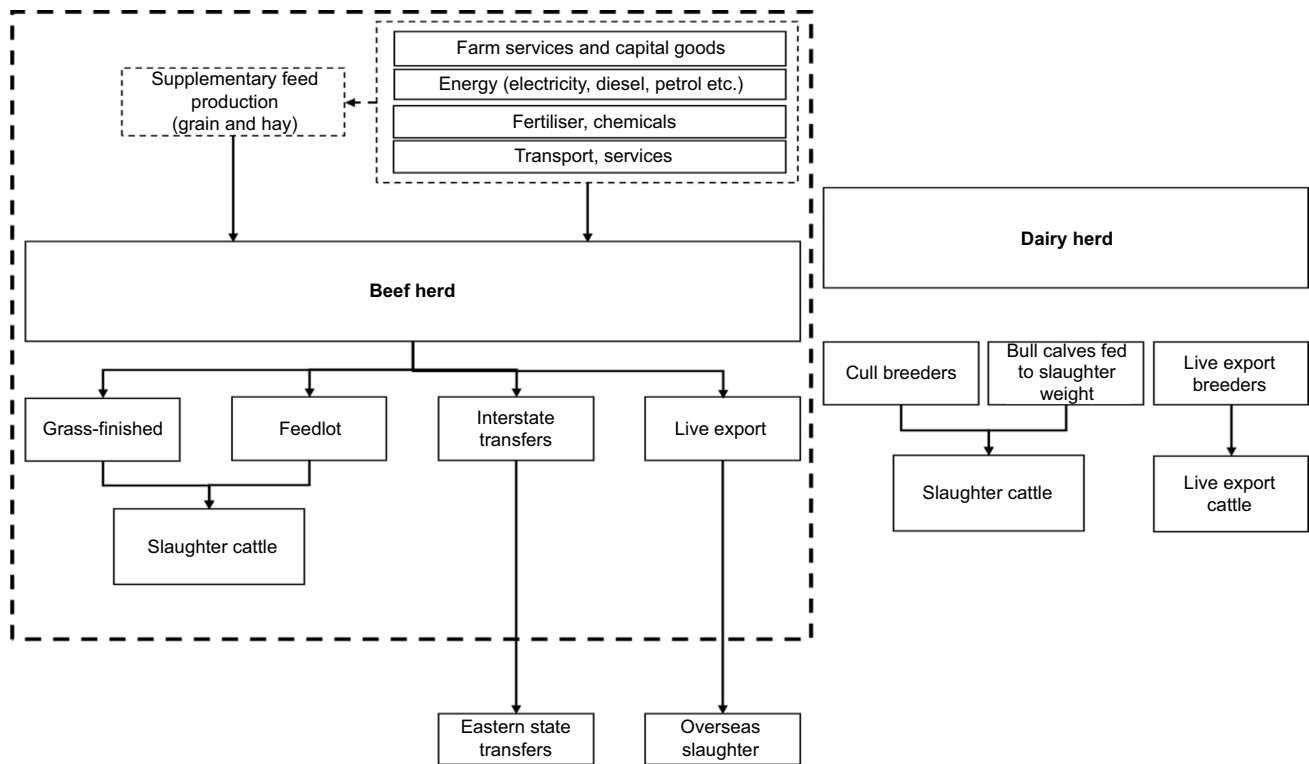 Farm services and capital goods
Energy (electricity, diesel, petrol etc.)
Fertiliser, chemicals
Transport, services
Supplementary feed
production
(grain and hay)
Beef herd
Dairy herd
Grass-finished
Feedlot
Interstate
transfers
Live export
Slaughter cattle
Eastern state
transfers
Overseas
slaughter
Cull breeders
Bull calves fed
to slaughter
weight
Live export
breeders
Slaughter cattle
Live export
cattle